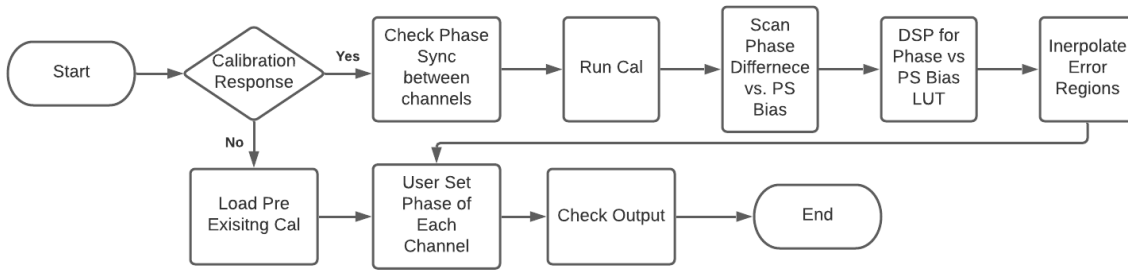 Start
Calibration
Response
Yes
Check Phase
Sync
between
channels
Run Cal
Scan
Phase
Differnece
vs. PS
Bias
DSP for
Phase vs
PS Bias
LUT
Inerpolate
Error
Regions
No
Load Pre
Exisitng Cal
User Set
Phase of
Each
Channel
Check Output
End